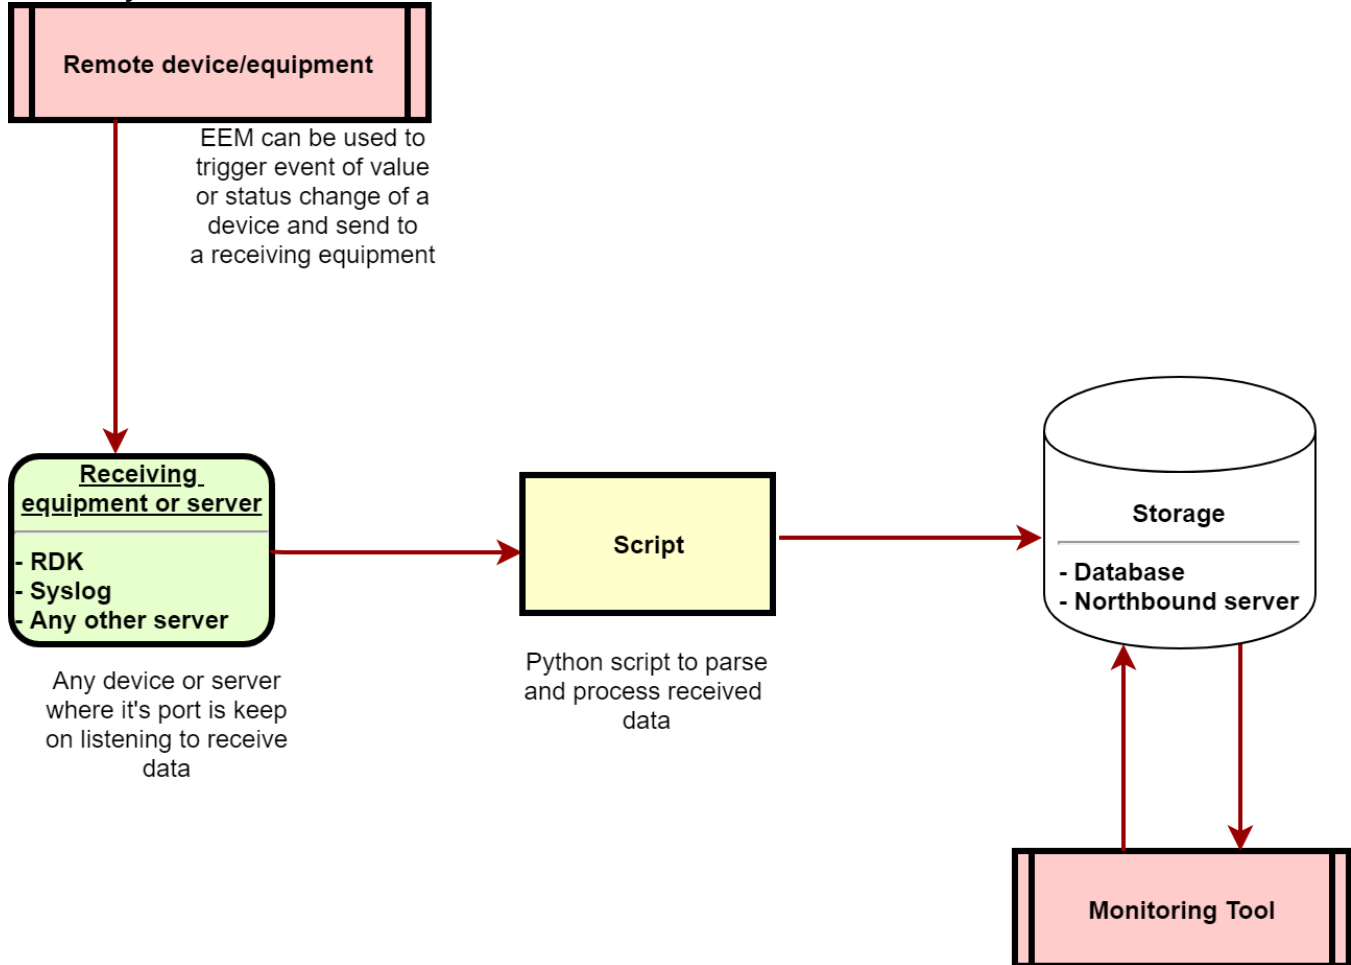 Remote device/equipment
EEM can be used to
trigger event of value
or status change of a
device and send to
a receiving equipment
Receiving
equipment or server
- RDK
- Syslog
- Any other server
Any device or server
where it's port is keep
on listening to receive
data
Script
Python script to parse
and process received
data
Storage
- Database
- Northbound server
Monitoring Tool